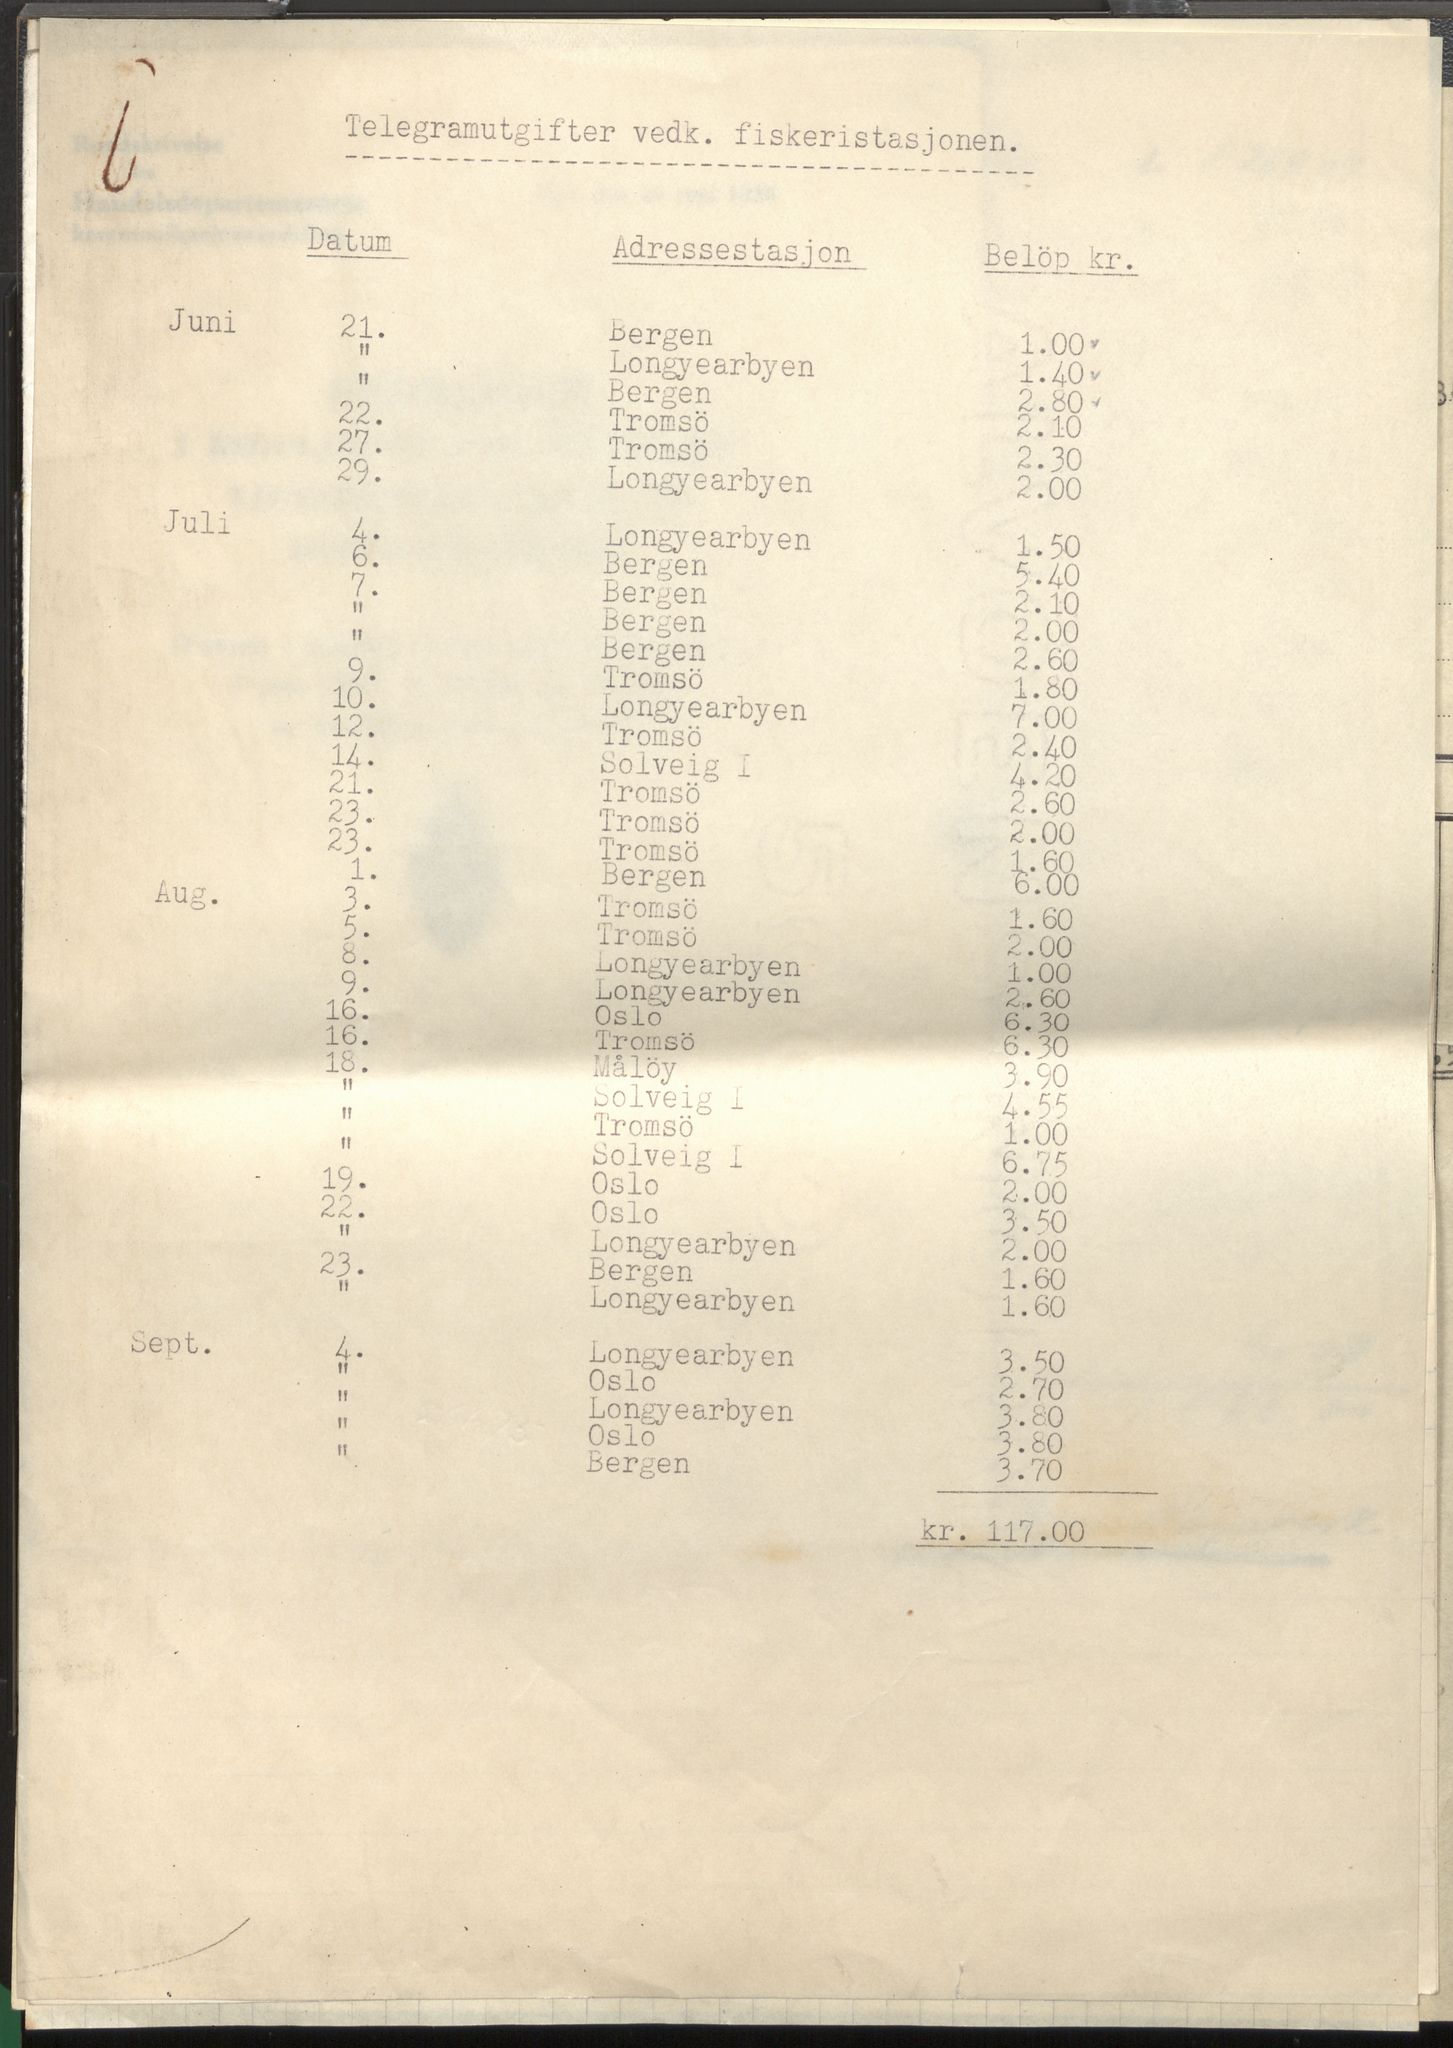 Telegramutgifter vedk. fiskeristasjonen.
Datum Adressestasjon Belöp kr.
Juni 21. Bergen 1.00
" Longyearbyen 1.40
" Bergen 2.80
22. Tromsö 2.10
27. Tromsö 2.30
29. Longyearbyen 2.00
Juli 4. Longyearbyen 1.50
6. Bergen 5.40
7. Bergen 2.10
" Bergen 2.00
" Bergen 2.60
9. Tromsö 1.80
10. Longyearbyen 7.00
12. Tromsö 2.40
14. Solveig I 4.20
21. Tromsö 2.60
23. Tromsö 2.00
23. Tromsö 1.60
1. Bergen 6.00
Aug. 3. Tromsö 1.60
5. Tromsö 2.00
8. Longyearbyen 1.00
9. Longyearbyen 2.60
16. Oslo 6.30
16. Tromsö 6.30
18. Målöy 3.90
" Solveig I 4.55
" Tromsö 1.00
" Solveig I 6.75
19. Oslo 2.00
22. Oslo 3.50
" Longyearbyen 2.00
23. Bergen 1.60
" Longyearbyen 1.60
Sept. 4. Longyearbyen 3.50
" Oslo 2.70
" Longyearbyen 3.80
" Oslo 3.80
" Bergen 3.70
kr. 117.00